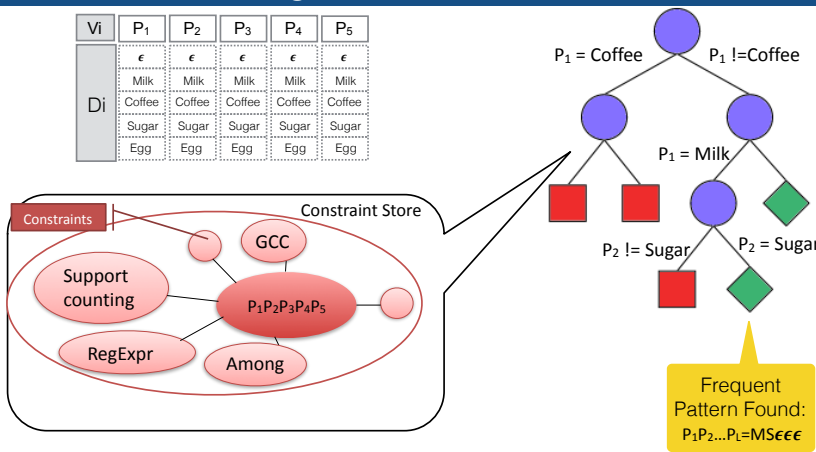 Vi P₁ P₂ P₃ P₄ P₅
Di
ϵ ϵ ϵ ϵ ϵ
Milk Milk Milk Milk Milk
Coffee Coffee Coffee Coffee Coffee
Sugar Sugar Sugar Sugar Sugar
Egg Egg Egg Egg Egg
P₁ = Coffee
P₁ !=Coffee
P₁ = Milk
P₂ != Sugar
P₂ = Sugar
Constraints
Constraint Store
GCC
Support
counting
P₁P₂P₃P₄P₅
RegExpr
Among
Frequent
Pattern Found:
P₁P₂...P_L=MSϵϵϵ